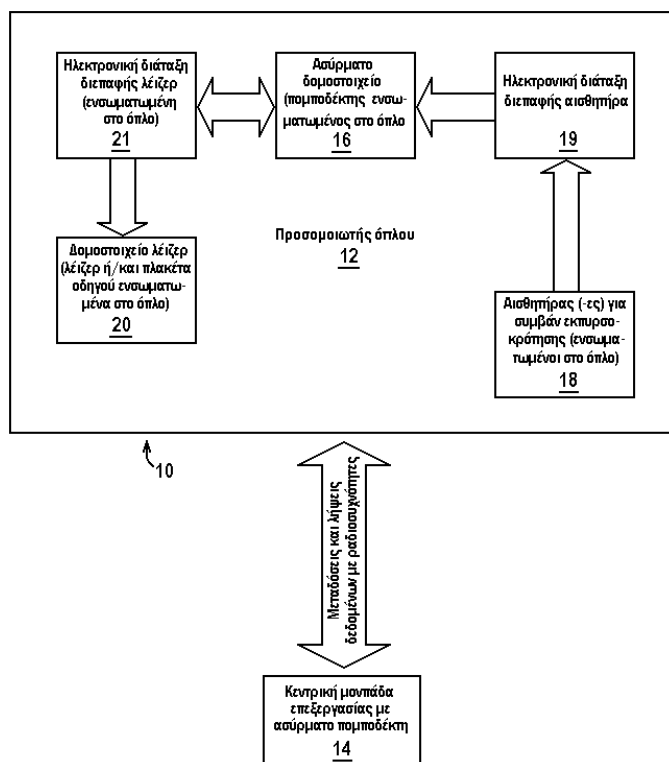 Ηλεκτρονική διάταξη
διεπαφής λέιζερ
(ενσωματωμένη
στο όπλο)
21
Ασύρματο
δομοστοιχείο
(πομποδέκτης ενσω-
ματωμένος στο όπλο
16
Ηλεκτρονική διάταξη
διεπαφής αισθητήρα
19
Δομοστοιχείο λέιζερ
(λέιζερ ή/και πλακέτα
οδηγού ενσωματω-
μένα στο όπλο)
20
Προσομοιωτής όπλου
12
Αισθητήρας (-ες) για
συμβάν εκπυρσο-
κρότησης (ενσωμα-
τωμένοι στο όπλο)
18
10
Μεταδόσεις και λήψεις
δεδομένων με ραδιοσυχνότητες
Κεντρική μονπάδα
επεξεργασίας με
ασύρματο πομποδέκτη
14